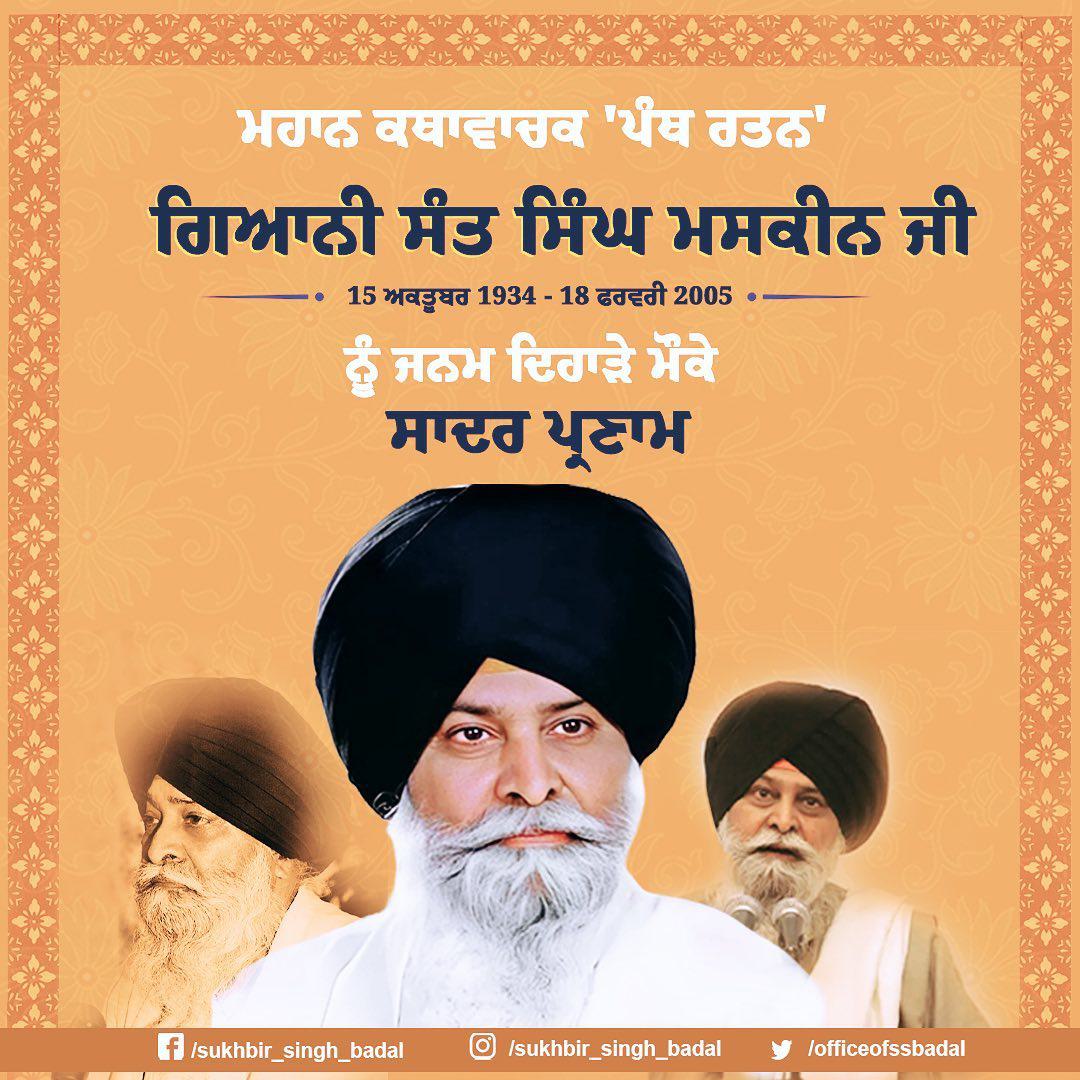 ਮਹਾਨ ਕਥਾਵਾਚਕ 'ਪੰਥ ਰਤਨ'
ਗਿਆਨੀ ਸੰਤ ਸਿੰਘ ਮਸਕੀਨ ਜੀ
15 ਅਕਤੂਬਰ 1934 - 18 ਫਰਵਰੀ 2005
ਨੂੰ ਜਨਮ ਦਿਹਾੜੇ ਮੌਕੇ
ਸਾਦਰ ਪ੍ਰਣਾਮ
/sukhbir_singh_badal /sukhbir_singh_badal /officeofssbadal